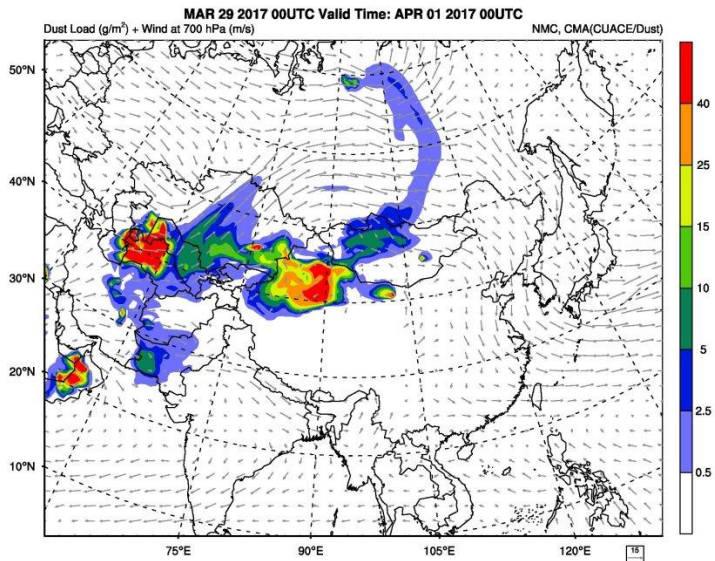 MAR 29 2017 00UTC Valid Time: APR 01 2017 00UTC
Dust Load (g/m²) + Wind at 700 hPa (m/s) NMC, CMA(CUACE/Dust)
50°N
40°N
30°N
20°N
10°N
75°E 90°E 105°E 120°E
40
25
15
10
5
2.5
0.5
15